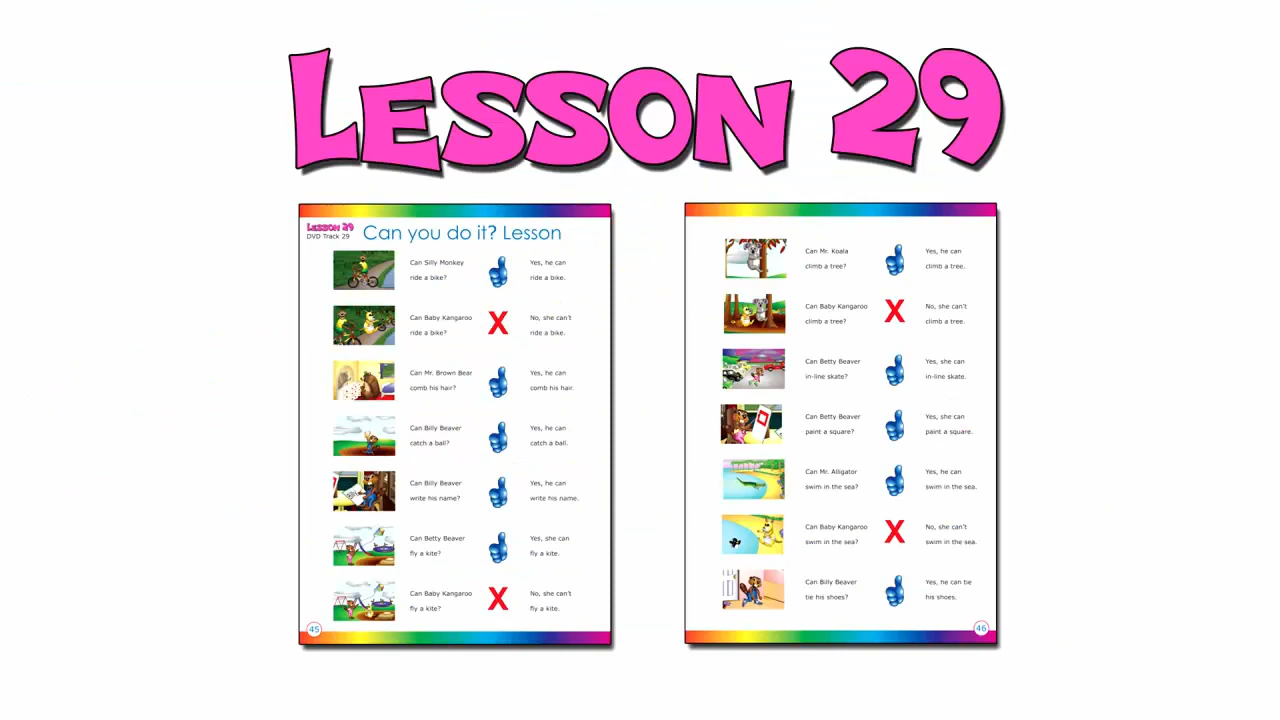 LESSON 29
LESSON 29
DVD Track 29
Can you do it? Lesson
Can Silly Monkey
ride a bike?
Yes, he can
ride a bike.
Can Baby Kangaroo
ride a bike?
X
No, she can't
ride a bike.
Can Mr. Brown Bear
comb his hair?
Yes, he can
comb his hair.
Can Billy Beaver
catch a ball?
Yes, he can
catch a ball.
Can Billy Beaver
write his name?
Yes, he can
write his name.
Can Betty Beaver
fly a kite?
Yes, she can
fly a kite.
Can Baby Kangaroo
fly a kite?
X
No, she can't
fly a kite.
45
Can Mr. Koala
climb a tree?
Yes, he can
climb a tree.
Can Baby Kangaroo
climb a tree?
X
No, she can't
climb a tree.
Can Betty Beaver
in-line skate?
Yes, she can
in-line skate.
Can Betty Beaver
paint a square?
Yes, she can
paint a square.
Can Mr. Alligator
swim in the sea?
Yes, he can
swim in the sea.
Can Baby Kangaroo
swim in the sea?
X
No, she can't
swim in the sea.
Can Billy Beaver
tie his shoes?
Yes, he can tie
his shoes.
46